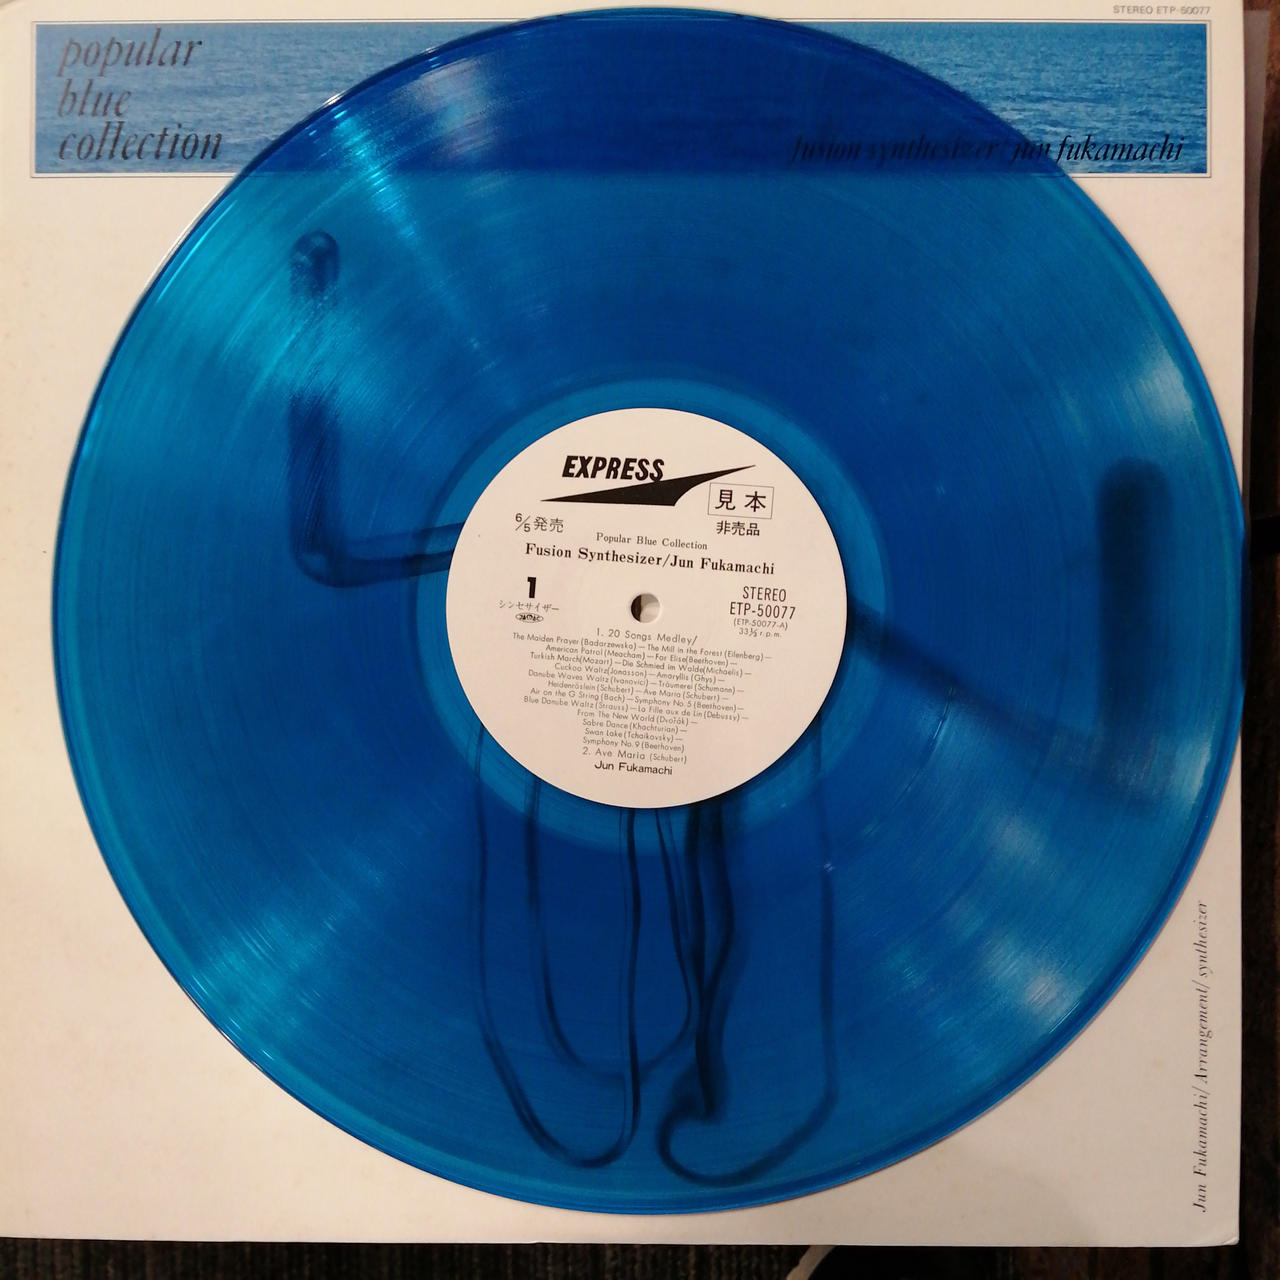 STEREO ETP-50077
popular
blue
collection
fusion synthesizer/jun fukamachi
EXPRESS
見本
6/5発売
非売品
Popular Blue Collection
Fusion Synthesizer/Jun Fukamachi
1
シンセサイザー
STEREO
ETP-50077
(ETP-50077-A)
33⅓ r.p.m.
1. 20 Songs Medley/
The Maiden Prayer(Badarzewska)—The Mill in the Forest(Eilenberg)—
American Patrol(Meacham)—For Elise(Beethoven)—
Turkish March(Mozart)—Die Schmied im Walde(Michaelis)—
Cuckoo Waltz(Jonasson)—Amaryllis(Ghys)—
Danube Waves Waltz(Ivanovici)—Träumerei(Schumann)—
Heidenröslein(Schubert)—Ave Maria(Schubert)—
Air on the G String(Bach)—Symphony No.5(Beethoven)—
Blue Danube Waltz(Strauss)—La Fille aux de Lin(Debussy)—
From The New World(Dvořák)—
Sabre Dance(Khachturian)—
Swan Lake(Tchaikovsky)—
Symphony No.9(Beethoven)
2. Ave Maria (Schubert)
Jun Fukamachi
Jun Fukamachi/Arrangement/synthesizer